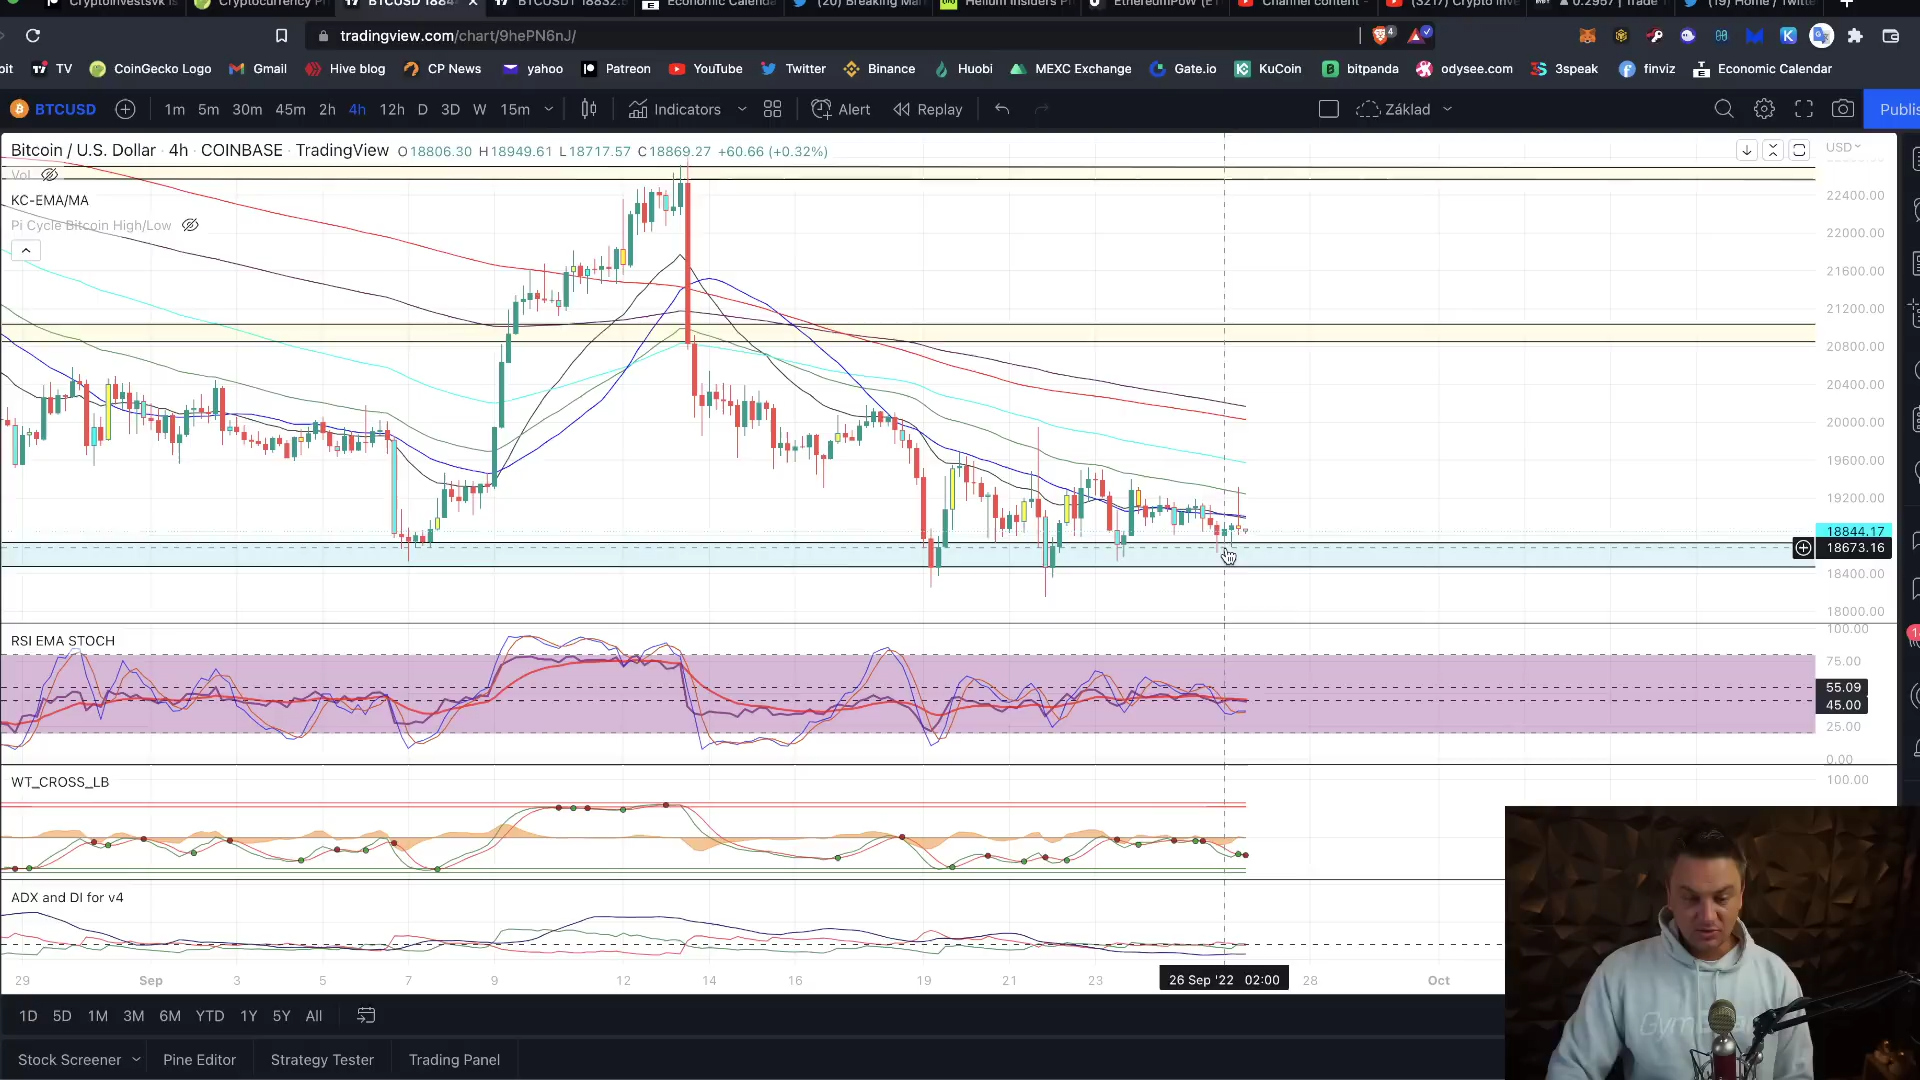 BTCUSD 1884
Economic Calenda
tradingview.com/chart/9hePN6nJ/
TV CoinGecko Logo Gmail Hive blog CP News yahoo Patreon YouTube Twitter Binance Huobi MEXC Exchange Gate.io KuCoin bitpanda odysee.com 3speak finviz Economic Calendar
BTCUSD 1m 5m 30m 45m 2h 4h 12h D 3D W 15m Indicators Alert Replay Základ Publis
Bitcoin / U.S. Dollar · 4h · COINBASE · TradingView O18806.30 H18949.61 L18717.57 C18869.27 +60.66 (+0.32%)
USD
Vol
KC-EMA/MA
Pi Cycle Bitcoin High/Low
22400.00
22000.00
21600.00
21200.00
20800.00
20400.00
20000.00
19600.00
19200.00
18844.17
18673.16
18400.00
18000.00
RSI EMA STOCH
100.00
75.00
55.09
45.00
25.00
0.00
WT_CROSS_LB
100.00
ADX and DI for v4
29 Sep 3 5 7 9 12 14 16 19 21 23 26 Sep '22 02:00 28 Oct
1D 5D 1M 3M 6M YTD 1Y 5Y All
Stock Screener Pine Editor Strategy Tester Trading Panel